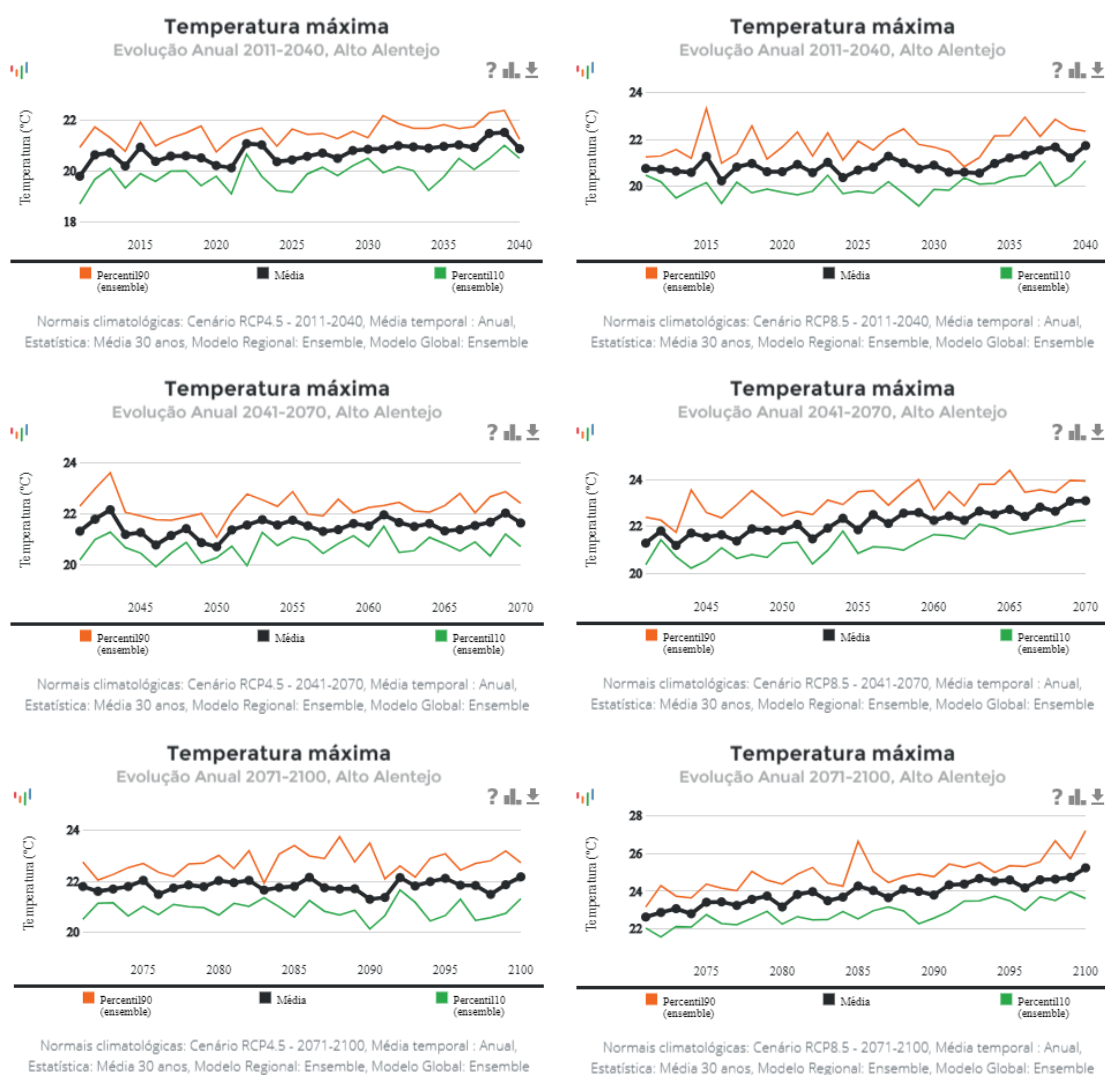 Temperatura máxima
Evolução Anual 2011-2040, Alto Alentejo
?
Temperatura (°C)
22
20
18
2015
2020
2025
2030
2035
2040
Percentil90
(ensemble)
Média
Percentil10
(ensemble)
Normais climatológicas: Cenário RCP4.5 - 2011-2040, Média temporal : Anual,
Estatística: Média 30 anos, Modelo Regional: Ensemble, Modelo Global: Ensemble
Temperatura máxima
Evolução Anual 2011-2040, Alto Alentejo
?
Temperatura (°C)
24
22
20
2015
2020
2025
2030
2035
2040
Percentil90
(ensemble)
Média
Percentil10
(ensemble)
Normais climatológicas: Cenário RCP8.5 - 2011-2040, Média temporal : Anual,
Estatística: Média 30 anos, Modelo Regional: Ensemble, Modelo Global: Ensemble
Temperatura máxima
Evolução Anual 2041-2070, Alto Alentejo
?
Temperatura (°C)
24
22
20
2045
2050
2055
2060
2065
2070
Percentil90
(ensemble)
Média
Percentil10
(ensemble)
Normais climatológicas: Cenário RCP4.5 - 2041-2070, Média temporal : Anual,
Estatística: Média 30 anos, Modelo Regional: Ensemble, Modelo Global: Ensemble
Temperatura máxima
Evolução Anual 2041-2070, Alto Alentejo
?
Temperatura (°C)
24
22
20
2045
2050
2055
2060
2065
2070
Percentil90
(ensemble)
Média
Percentil10
(ensemble)
Normais climatológicas: Cenário RCP8.5 - 2041-2070, Média temporal : Anual,
Estatística: Média 30 anos, Modelo Regional: Ensemble, Modelo Global: Ensemble
Temperatura máxima
Evolução Anual 2071-2100, Alto Alentejo
?
Temperatura (°C)
24
22
20
2075
2080
2085
2090
2095
2100
Percentil90
(ensemble)
Média
Percentil10
(ensemble)
Normais climatológicas: Cenário RCP4.5 - 2071-2100, Média temporal : Anual,
Estatística: Média 30 anos, Modelo Regional: Ensemble, Modelo Global: Ensemble
Temperatura máxima
Evolução Anual 2071-2100, Alto Alentejo
?
Temperatura (°C)
28
26
24
22
2075
2080
2085
2090
2095
2100
Percentil90
(ensemble)
Média
Percentil10
(ensemble)
Normais climatológicas: Cenário RCP8.5 - 2071-2100, Média temporal : Anual,
Estatística: Média 30 anos, Modelo Regional: Ensemble, Modelo Global: Ensemble